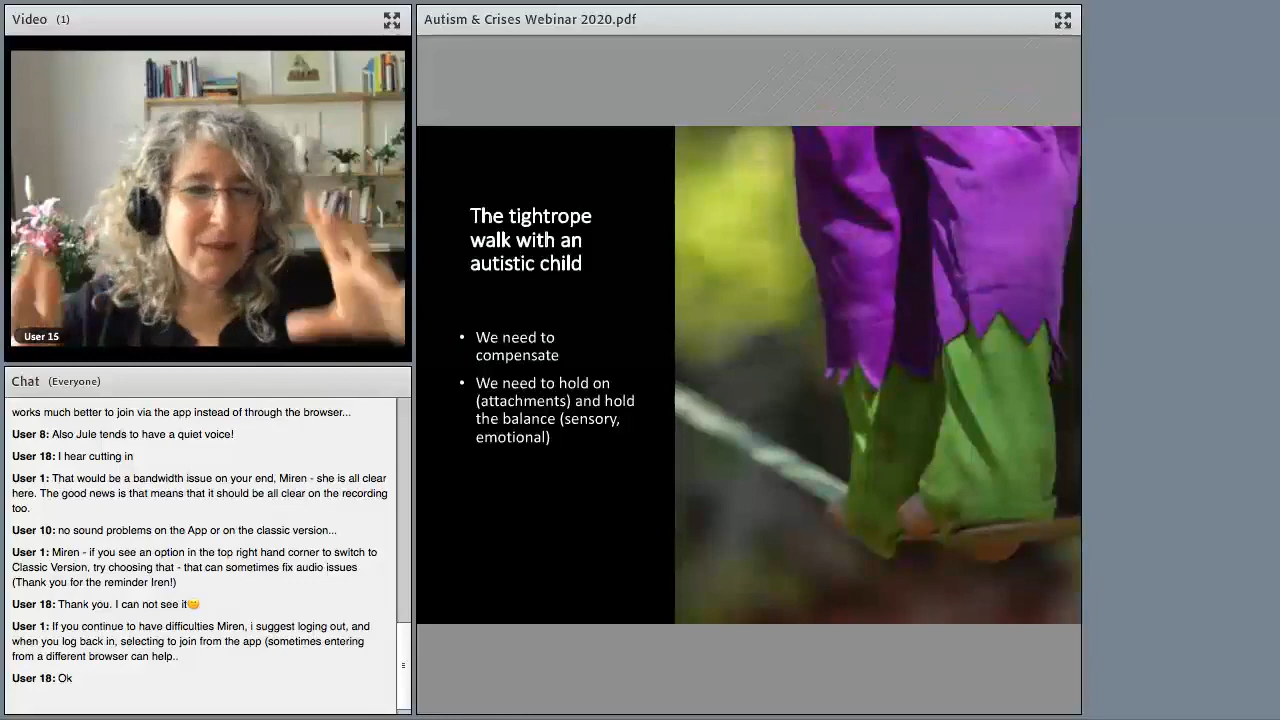 Video (1)
User 15
Chat (Everyone)
works much better to join via the app instead of through the browser...
User 8: Also Jule tends to have a quiet voice!
User 18: I hear cutting in
User 1: That would be a bandwidth issue on your end, Miren - she is all clear
here. The good news is that means that it should be all clear on the recording
too.
User 10: no sound problems on the App or on the classic version...
User 1: Miren - if you see an option in the top right hand corner to switch to
Classic Version, try choosing that - that can sometimes fix audio issues
(Thank you for the reminder Iren!)
User 18: Thank you. I can not see it😊
User 1: If you continue to have difficulties Miren, i suggest loging out, and
when you log back in, selecting to join from the app (sometimes entering
from a different browser can help..
User 18: Ok
Autism & Crises Webinar 2020.pdf
The tightrope
walk with an
autistic child
• We need to
compensate
• We need to hold on
(attachments) and hold
the balance (sensory,
emotional)